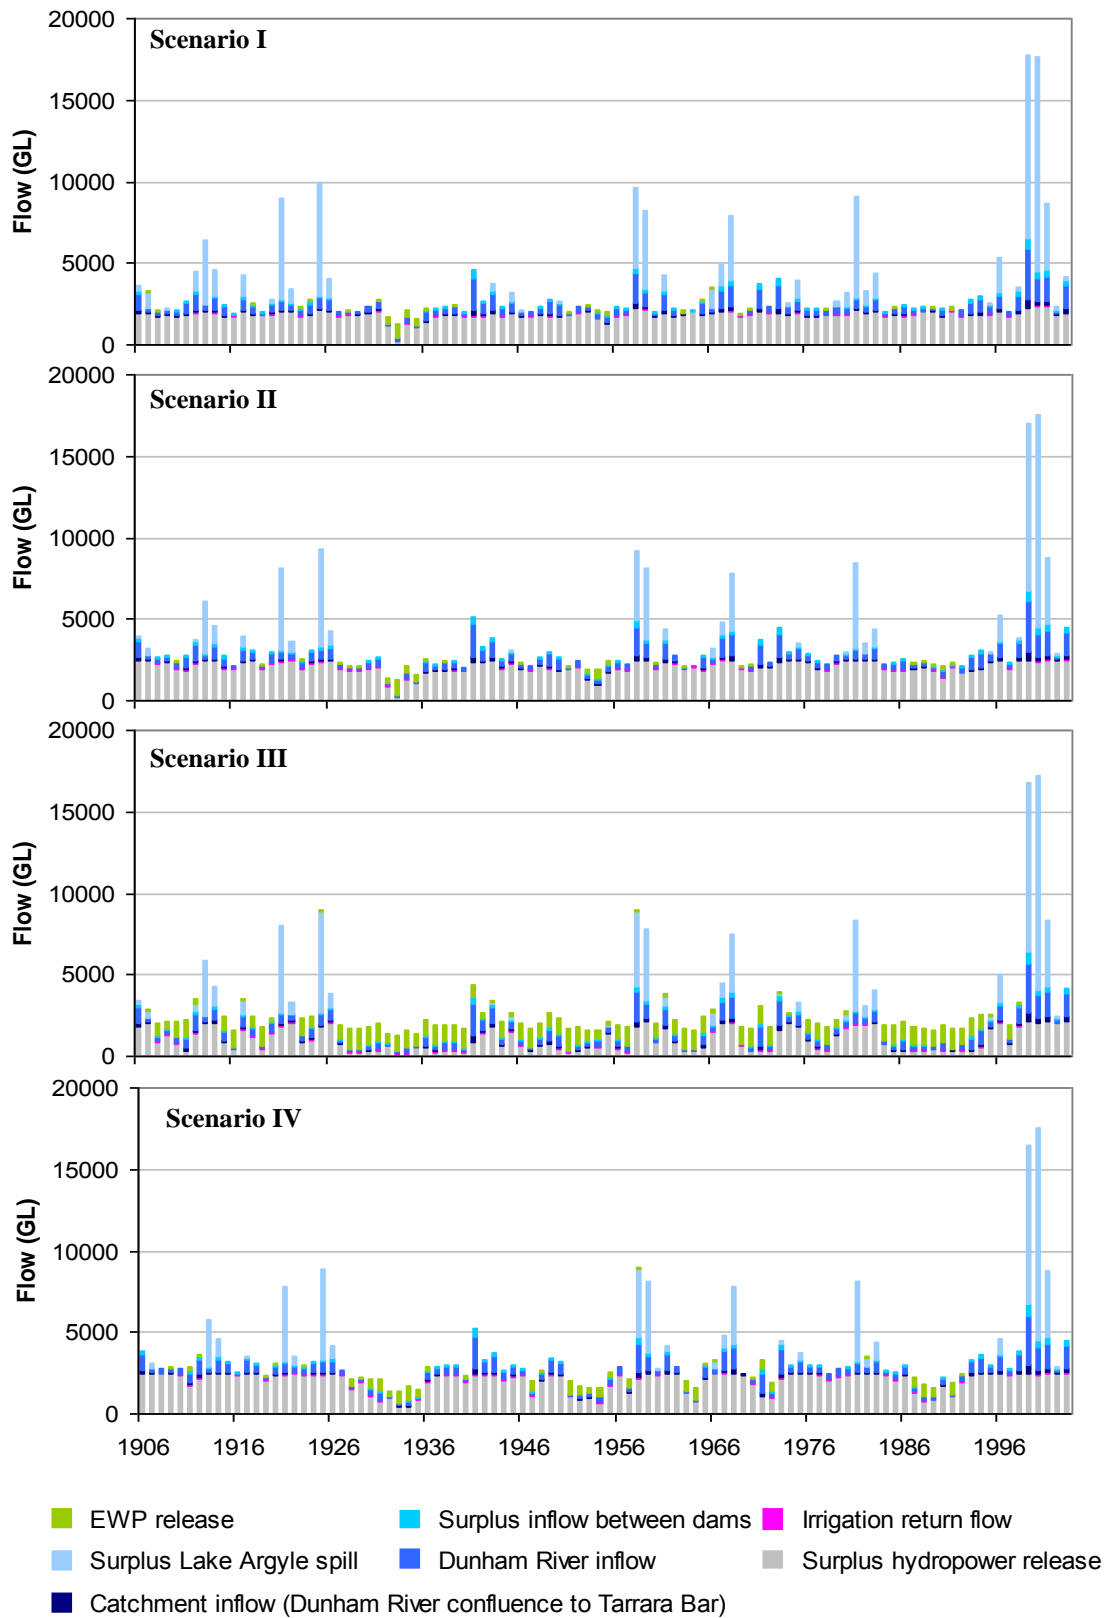 20000
Scenario I
15000
Flow (GL)
10000
5000
0
20000
Scenario II
15000
Flow (GL)
10000
5000
0
20000
Scenario III
15000
Flow (GL)
10000
5000
0
20000
Scenario IV
15000
Flow (GL)
10000
5000
0
1906 1916 1926 1936 1946 1956 1966 1976 1986 1996
EWP release
Surplus inflow between dams
Irrigation return flow
Surplus Lake Argyle spill
Dunham River inflow
Surplus hydropower release
Catchment inflow (Dunham River confluence to Tarrara Bar)